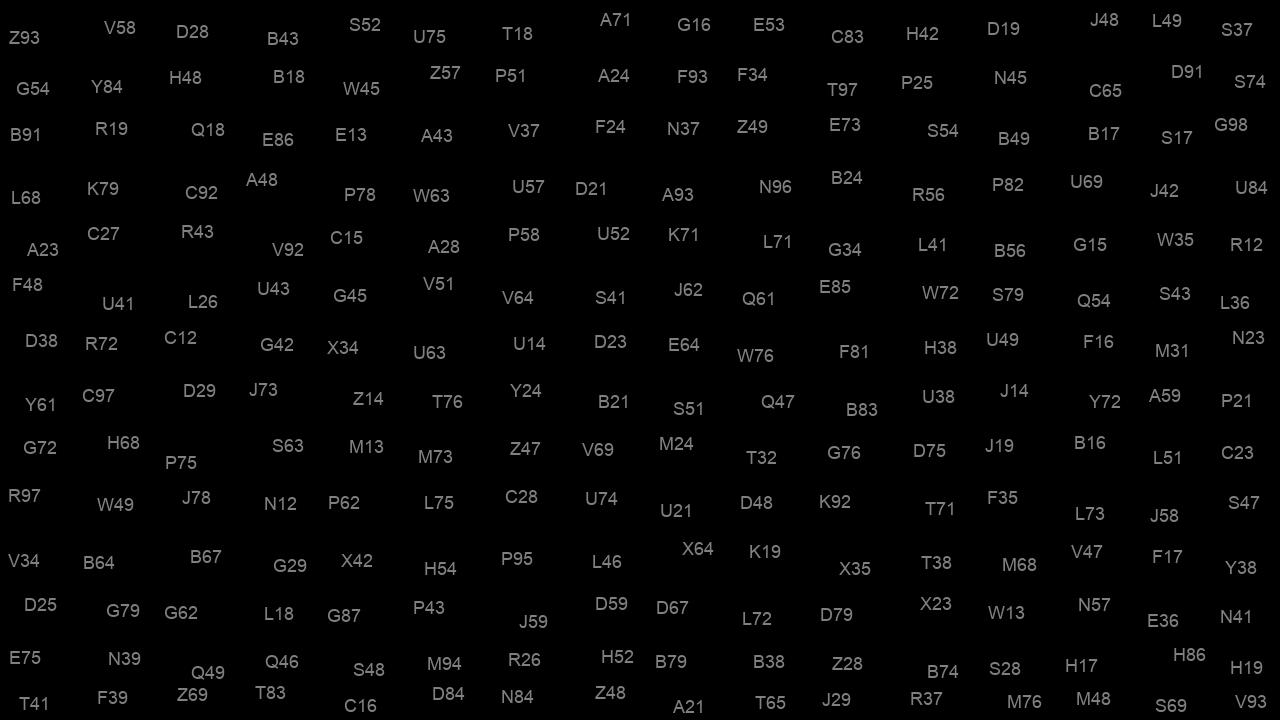 Z93 V58 D28 B43 S52 U75 T18 A71 G16 E53 C83 H42 D19 J48 L49 S37
G54 Y84 H48 B18 W45 Z57 P51 A24 F93 F34 T97 P25 N45 C65 D91 S74
B91 R19 Q18 E86 E13 A43 V37 F24 N37 Z49 E73 S54 B49 B17 S17 G98
L68 K79 C92 A48 P78 W63 U57 D21 A93 N96 B24 R56 P82 U69 J42 U84
A23 C27 R43 V92 C15 A28 P58 U52 K71 L71 G34 L41 B56 G15 W35 R12
F48 U41 L26 U43 G45 V51 V64 S41 J62 Q61 E85 W72 S79 Q54 S43 L36
D38 R72 C12 G42 X34 U63 U14 D23 E64 W76 F81 H38 U49 F16 M31 N23
Y61 C97 D29 J73 Z14 T76 Y24 B21 S51 Q47 B83 U38 J14 Y72 A59 P21
G72 H68 P75 S63 M13 M73 Z47 V69 M24 T32 G76 D75 J19 B16 L51 C23
R97 W49 J78 N12 P62 L75 C28 U74 U21 D48 K92 T71 F35 L73 J58 S47
V34 B64 B67 G29 X42 H54 P95 L46 X64 K19 X35 T38 M68 V47 F17 Y38
D25 G79 G62 L18 G87 P43 J59 D59 D67 L72 D79 X23 W13 N57 E36 N41
E75 N39 Q49 Q46 S48 M94 R26 H52 B79 B38 Z28 B74 S28 H17 H86 H19
T41 F39 Z69 T83 C16 D84 N84 Z48 A21 T65 J29 R37 M76 M48 S69 V93